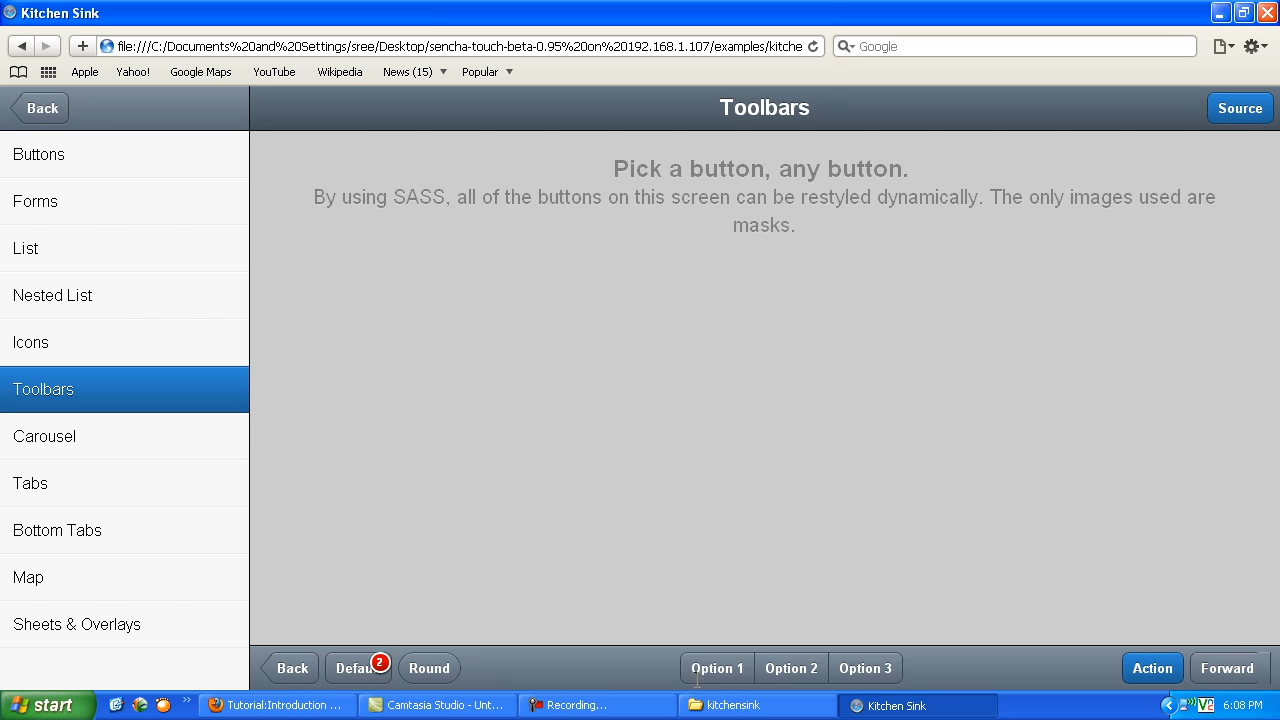 Kitchen Sink
file:///C:/Documents%20and%20Settings/sree/Desktop/sencha-touch-beta-0.95%20on%20192.168.1.107/examples/kitche
Google
Apple Yahoo! Google Maps YouTube Wikipedia News (15) Popular
Back
Toolbars
Source
Buttons
Forms
List
Nested List
Icons
Toolbars
Carousel
Tabs
Bottom Tabs
Map
Sheets & Overlays
Pick a button, any button.
By using SASS, all of the buttons on this screen can be restyled dynamically. The only images used are
masks.
Back Defau 2 Round Option 1 Option 2 Option 3 Action Forward
start Tutorial:Introduction ... Camtasia Studio - Unt... Recording... kitchensink Kitchen Sink 6:08 PM